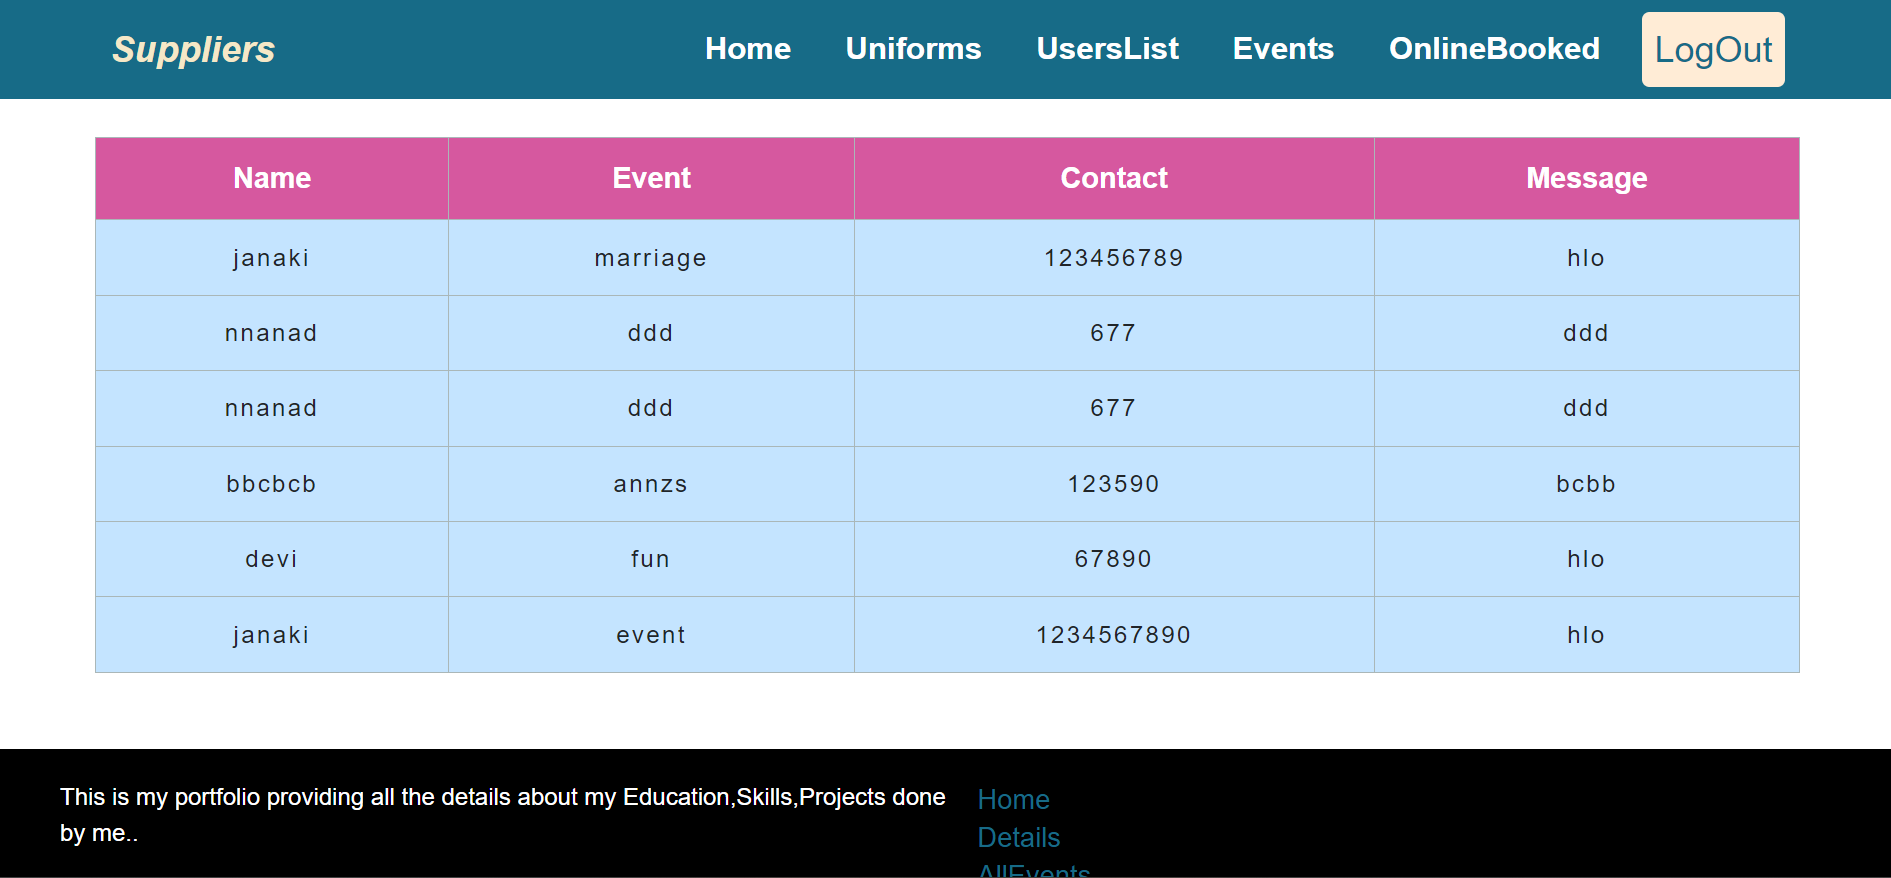 Suppliers Home Uniforms UsersList Events OnlineBooked LogOut
Name Event Contact Message
janaki marriage 123456789 hlo
nnanad ddd 677 ddd
nnanad ddd 677 ddd
bbcbcb annzs 123590 bcbb
devi fun 67890 hlo
janaki event 1234567890 hlo
This is my portfolio providing all the details about my Education,Skills,Projects done
by me..
Home
Details
AllEvents